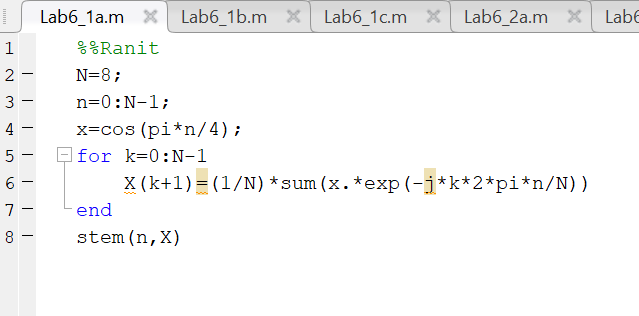 Lab6_1a.m Lab6_1b.m Lab6_1c.m Lab6_2a.m Lab6
1 %%Ranit
2 N=8;
3 n=0:N-1;
4 x=cos(pi*n/4);
5 for k=0:N-1
6 X(k+1)=(1/N)*sum(x.*exp(-j*k*2*pi*n/N))
7 end
8 stem(n,X)